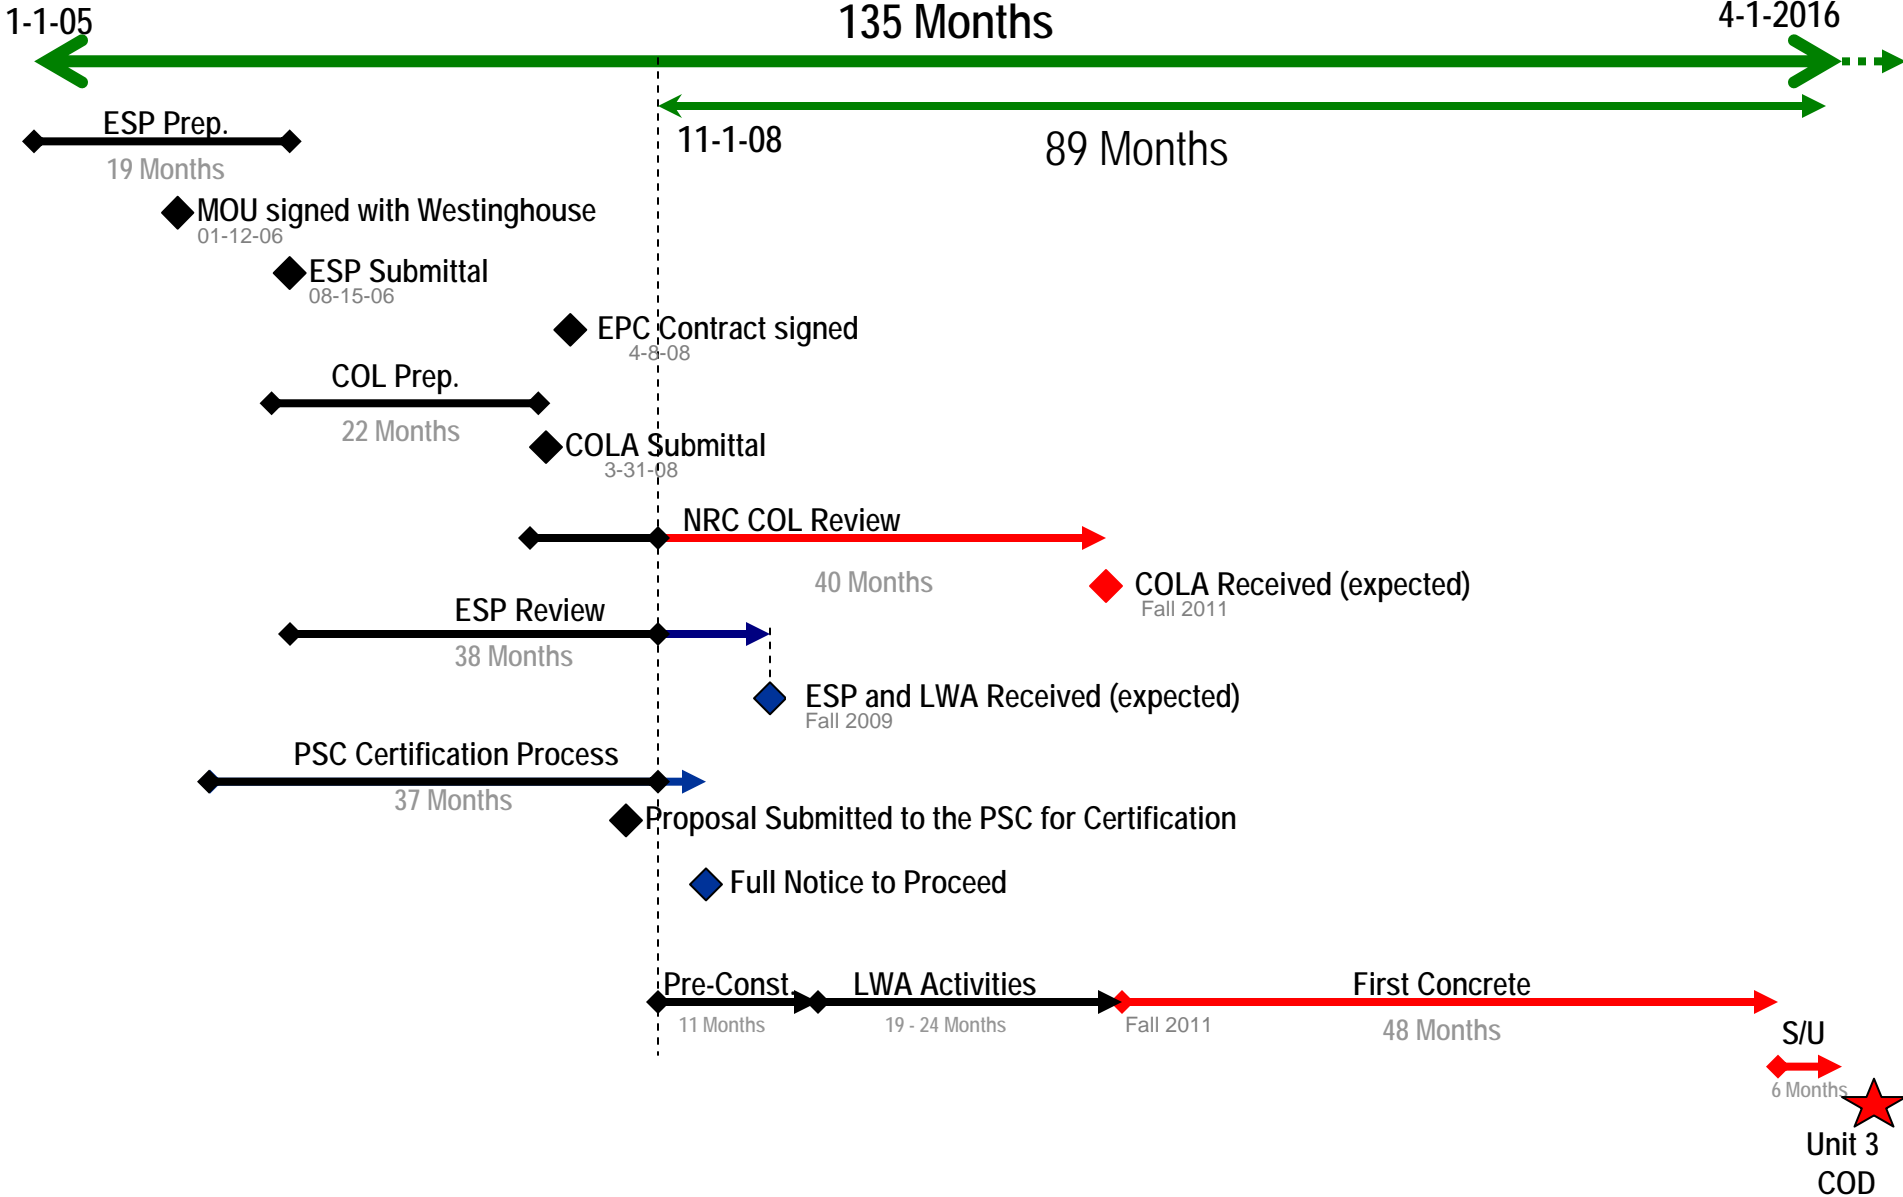 1-1-05
135 Months
4-1-2016
11-1-08
89 Months
ESP Prep.
19 Months
MOU signed with Westinghouse
01-12-06
ESP Submittal
08-15-06
EPC Contract signed
4-8-08
COL Prep.
22 Months
COLA Submittal
3-31-08
NRC COL Review
40 Months
COLA Received (expected)
Fall 2011
ESP Review
38 Months
ESP and LWA Received (expected)
Fall 2009
PSC Certification Process
37 Months
Proposal Submitted to the PSC for Certification
Full Notice to Proceed
Pre-Const.
11 Months
LWA Activities
19 - 24 Months
Fall 2011
First Concrete
48 Months
S/U
6 Months
Unit 3
COD